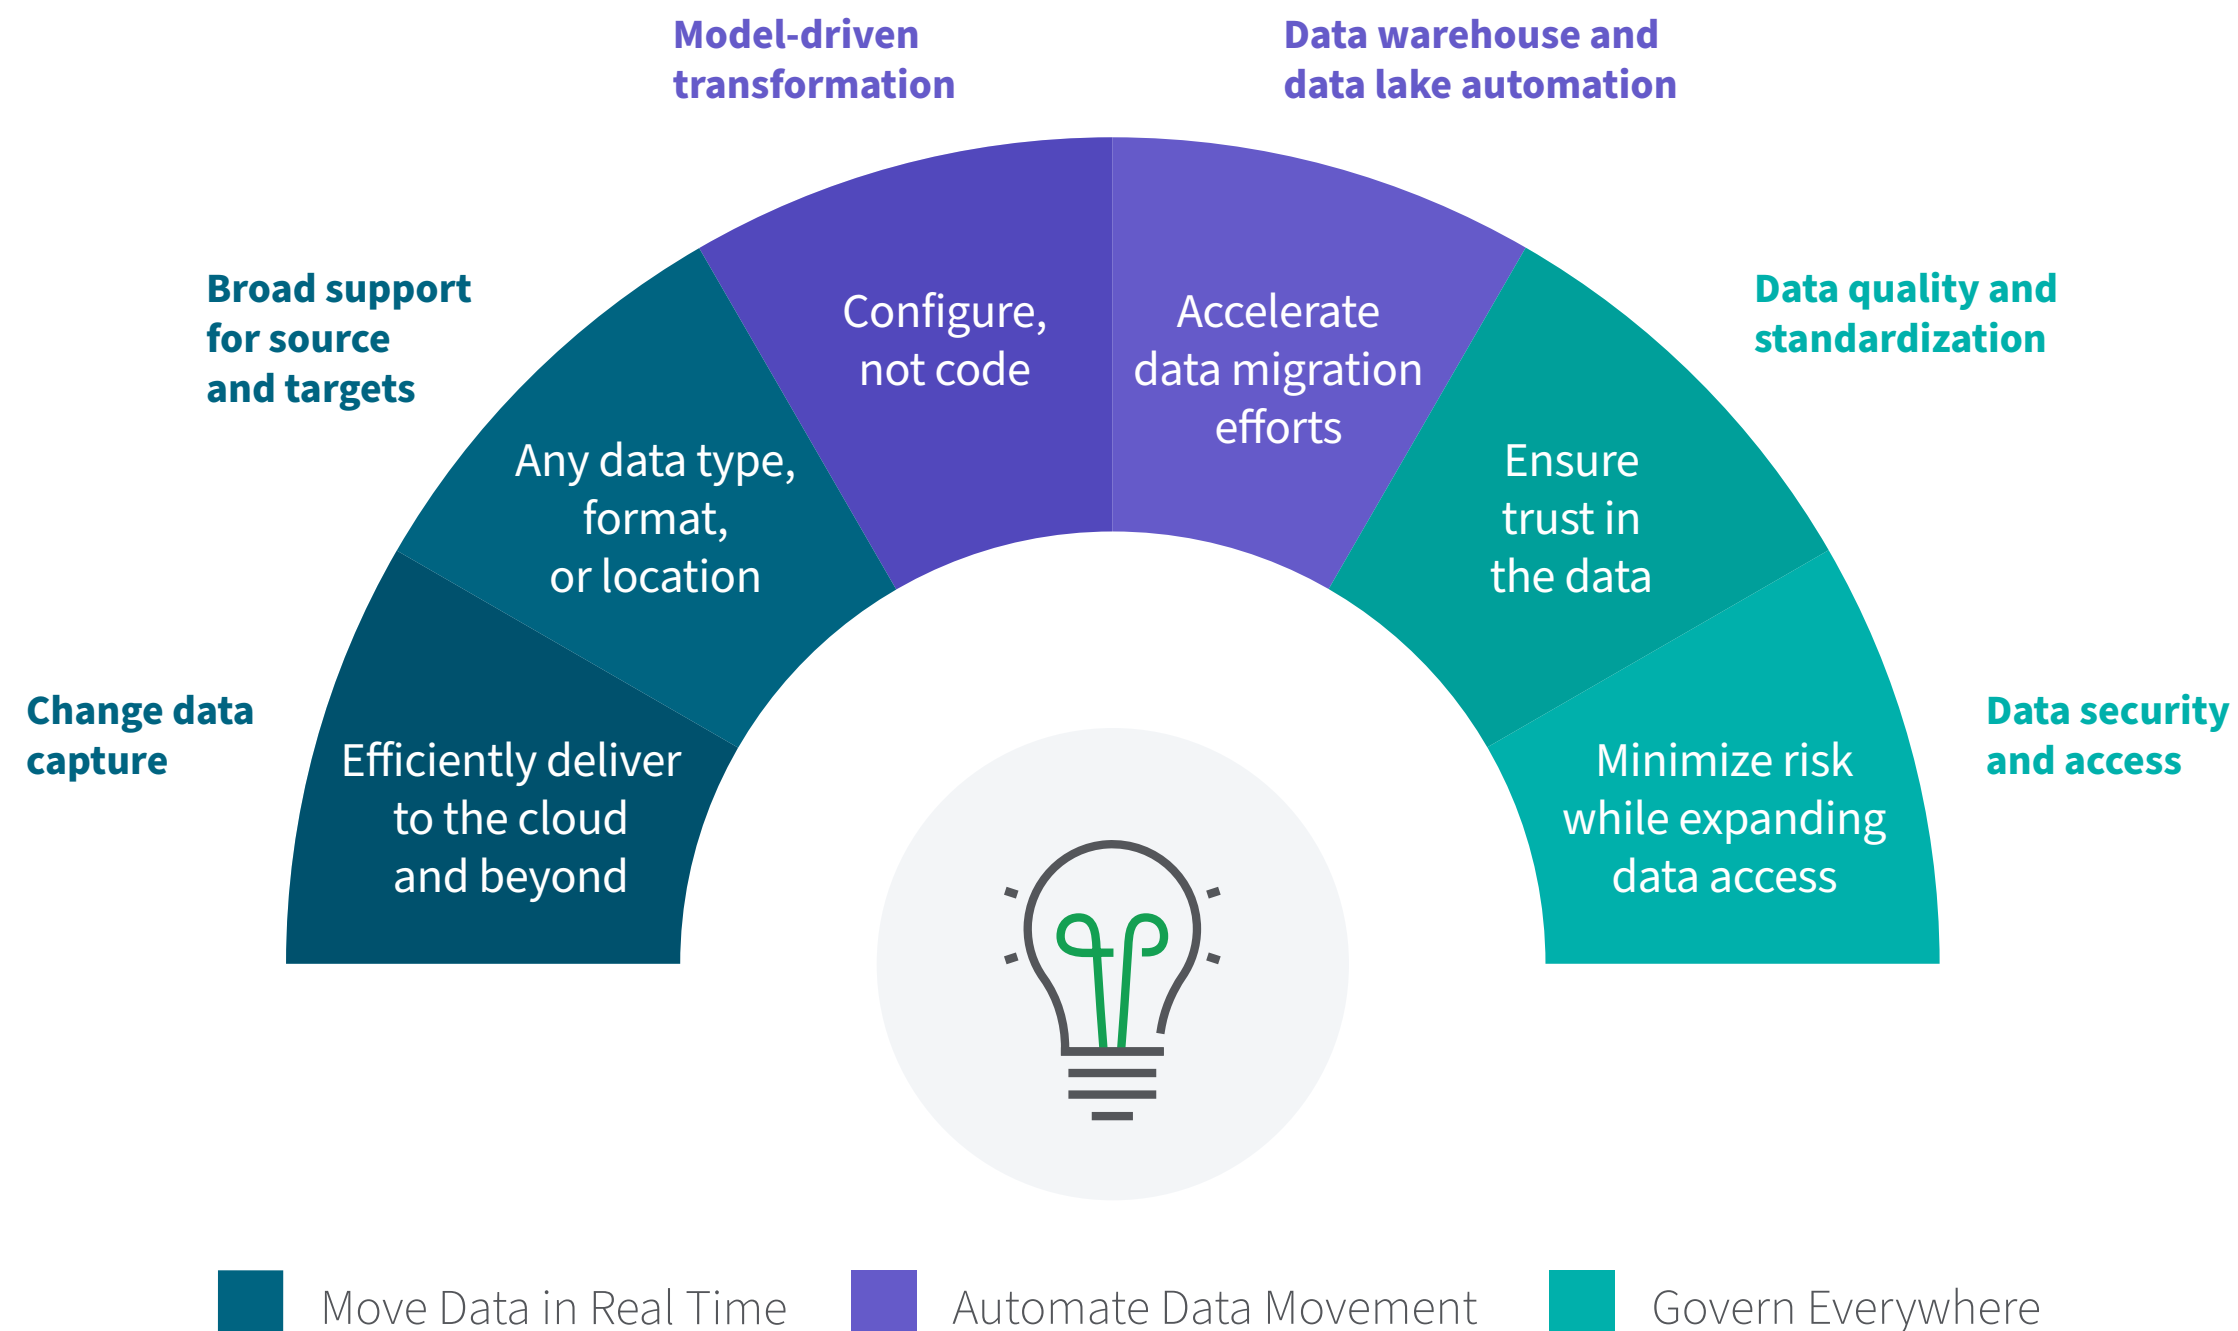 Model-driven
transformation
Data warehouse and
data lake automation
Broad support
for source
and targets
Data quality and
standardization
Change data
capture
Data security
and access
Configure,
not code
Accelerate
data migration
efforts
Any data type,
format,
or location
Ensure
trust in
the data
Efficiently deliver
to the cloud
and beyond
Minimize risk
while expanding
data access
Move Data in Real Time
Automate Data Movement
Govern Everywhere